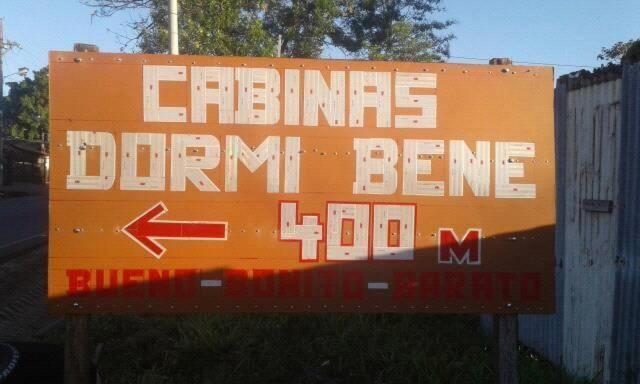 CABINAS
DORMI BENE
400 M
BUENO-BONITO-BARATO